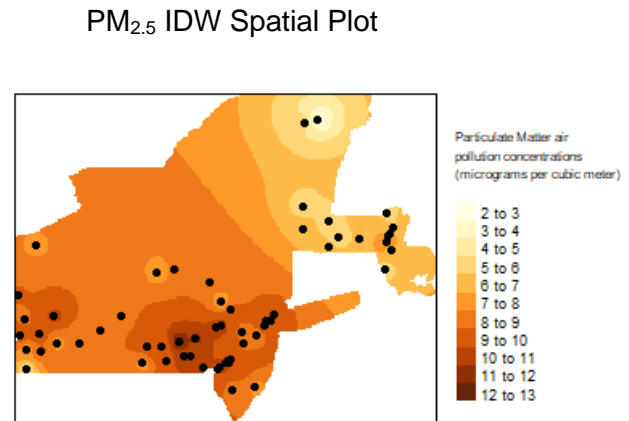 PM2.5 IDW Spatial Plot
Particulate Matter air
pollution concentrations
(micrograms per cubic meter)
2 to 3
3 to 4
4 to 5
5 to 6
6 to 7
7 to 8
8 to 9
9 to 10
10 to 11
11 to 12
12 to 13